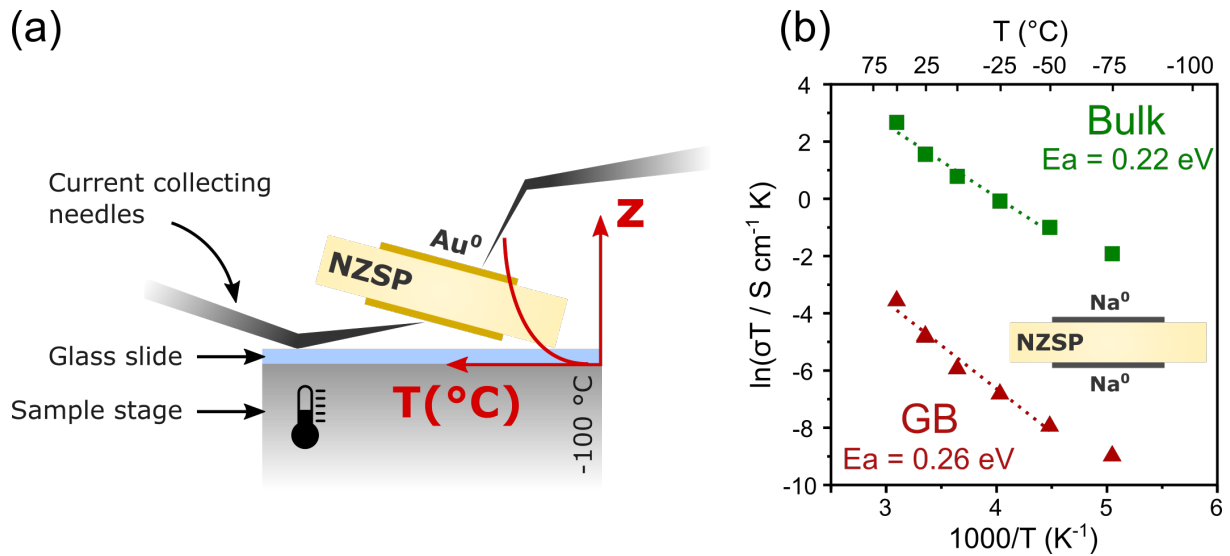 (a)
Current collecting
needles
Au⁰
z
NZSP
Glass slide
Sample stage
T(°C)
-100 °C
(b)
T (°C)
75 25 -25 -50 -75 -100
4
2
0
-2
-4
-6
-8
-10
ln(σT / S cm⁻¹ K)
Bulk
Ea = 0.22 eV
Na⁰
NZSP
Na⁰
GB
Ea = 0.26 eV
3 4 5 6
1000/T (K⁻¹)